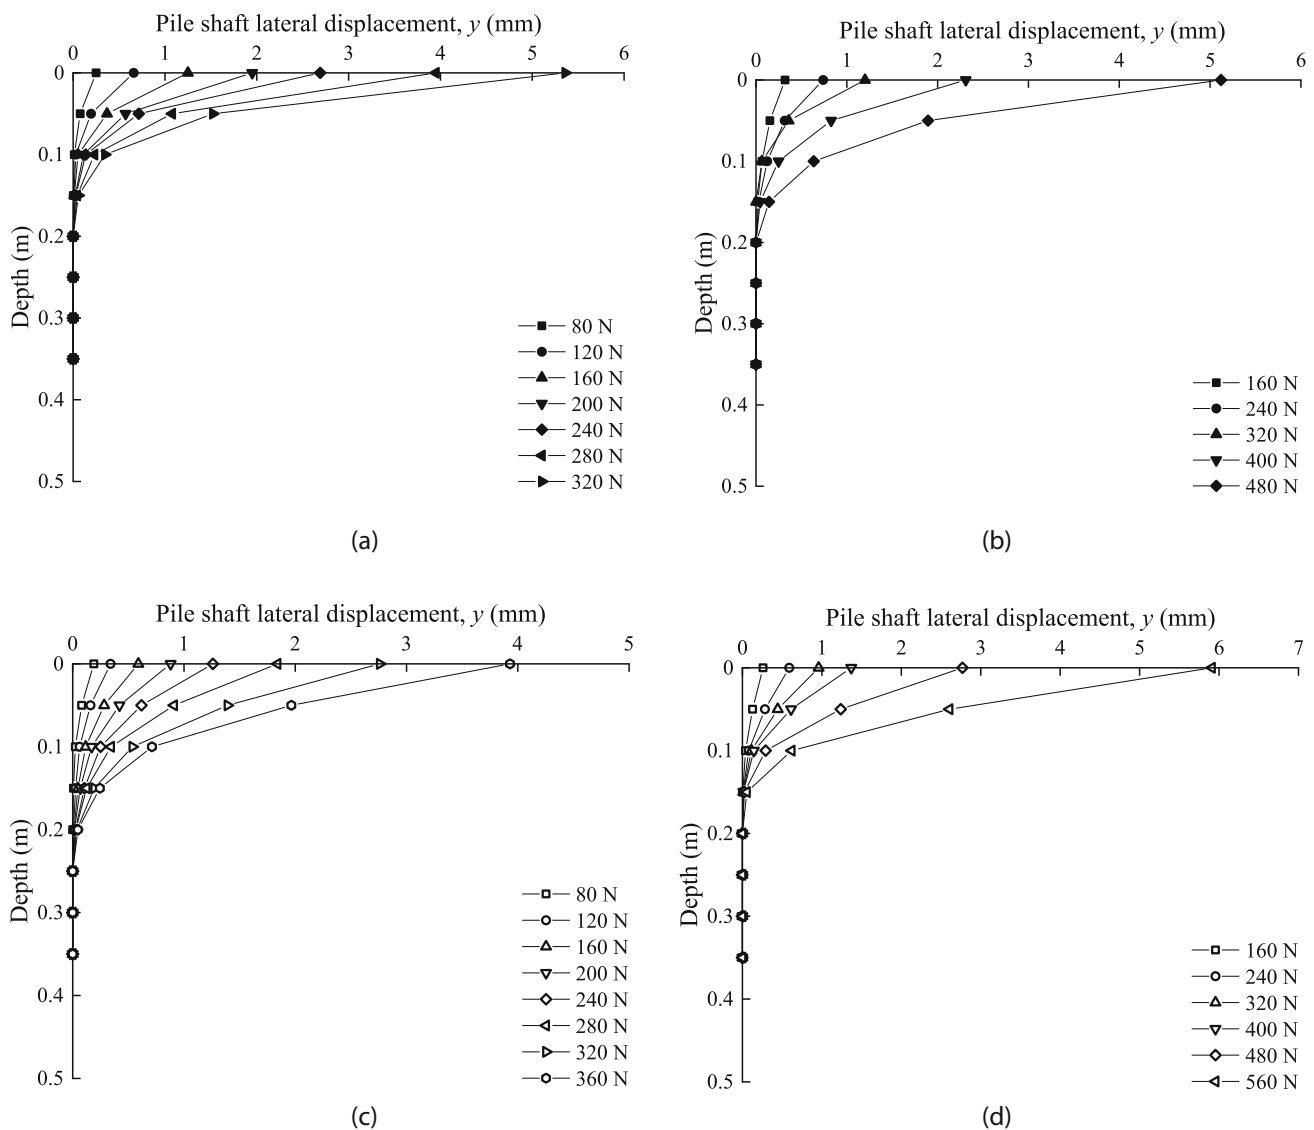 Pile shaft lateral displacement, y (mm)
0 1 2 3 4 5 6
0
0.1
0.2
0.3
0.4
0.5
Depth (m)
80 N
120 N
160 N
200 N
240 N
280 N
320 N
(a)
Pile shaft lateral displacement, y (mm)
0 1 2 3 4 5 6
0
0.1
0.2
0.3
0.4
0.5
Depth (m)
160 N
240 N
320 N
400 N
480 N
(b)
Pile shaft lateral displacement, y (mm)
0 1 2 3 4 5
0
0.1
0.2
0.3
0.4
0.5
Depth (m)
80 N
120 N
160 N
200 N
240 N
280 N
320 N
360 N
(c)
Pile shaft lateral displacement, y (mm)
0 1 2 3 4 5 6 7
0
0.1
0.2
0.3
0.4
0.5
Depth (m)
160 N
240 N
320 N
400 N
480 N
560 N
(d)